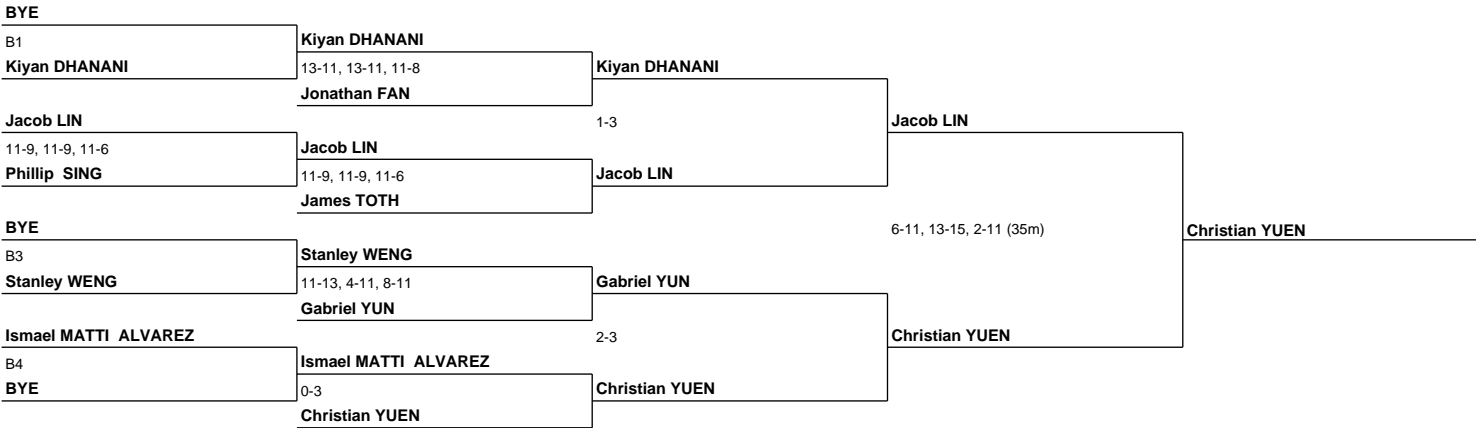 BYE
B1
Kiyan DHANANI
Jacob LIN
11-9, 11-9, 11-6
Phillip SING
BYE
B3
Stanley WENG
Ismael MATTI ALVAREZ
B4
BYE
Kiyan DHANANI
13-11, 13-11, 11-8
Jonathan FAN
Jacob LIN
11-9, 11-9, 11-6
James TOTH
Stanley WENG
11-13, 4-11, 8-11
Gabriel YUN
Ismael MATTI ALVAREZ
0-3
Christian YUEN
Kiyan DHANANI
1-3
Jacob LIN
Gabriel YUN
2-3
Christian YUEN
Jacob LIN
6-11, 13-15, 2-11 (35m)
Christian YUEN
Christian YUEN